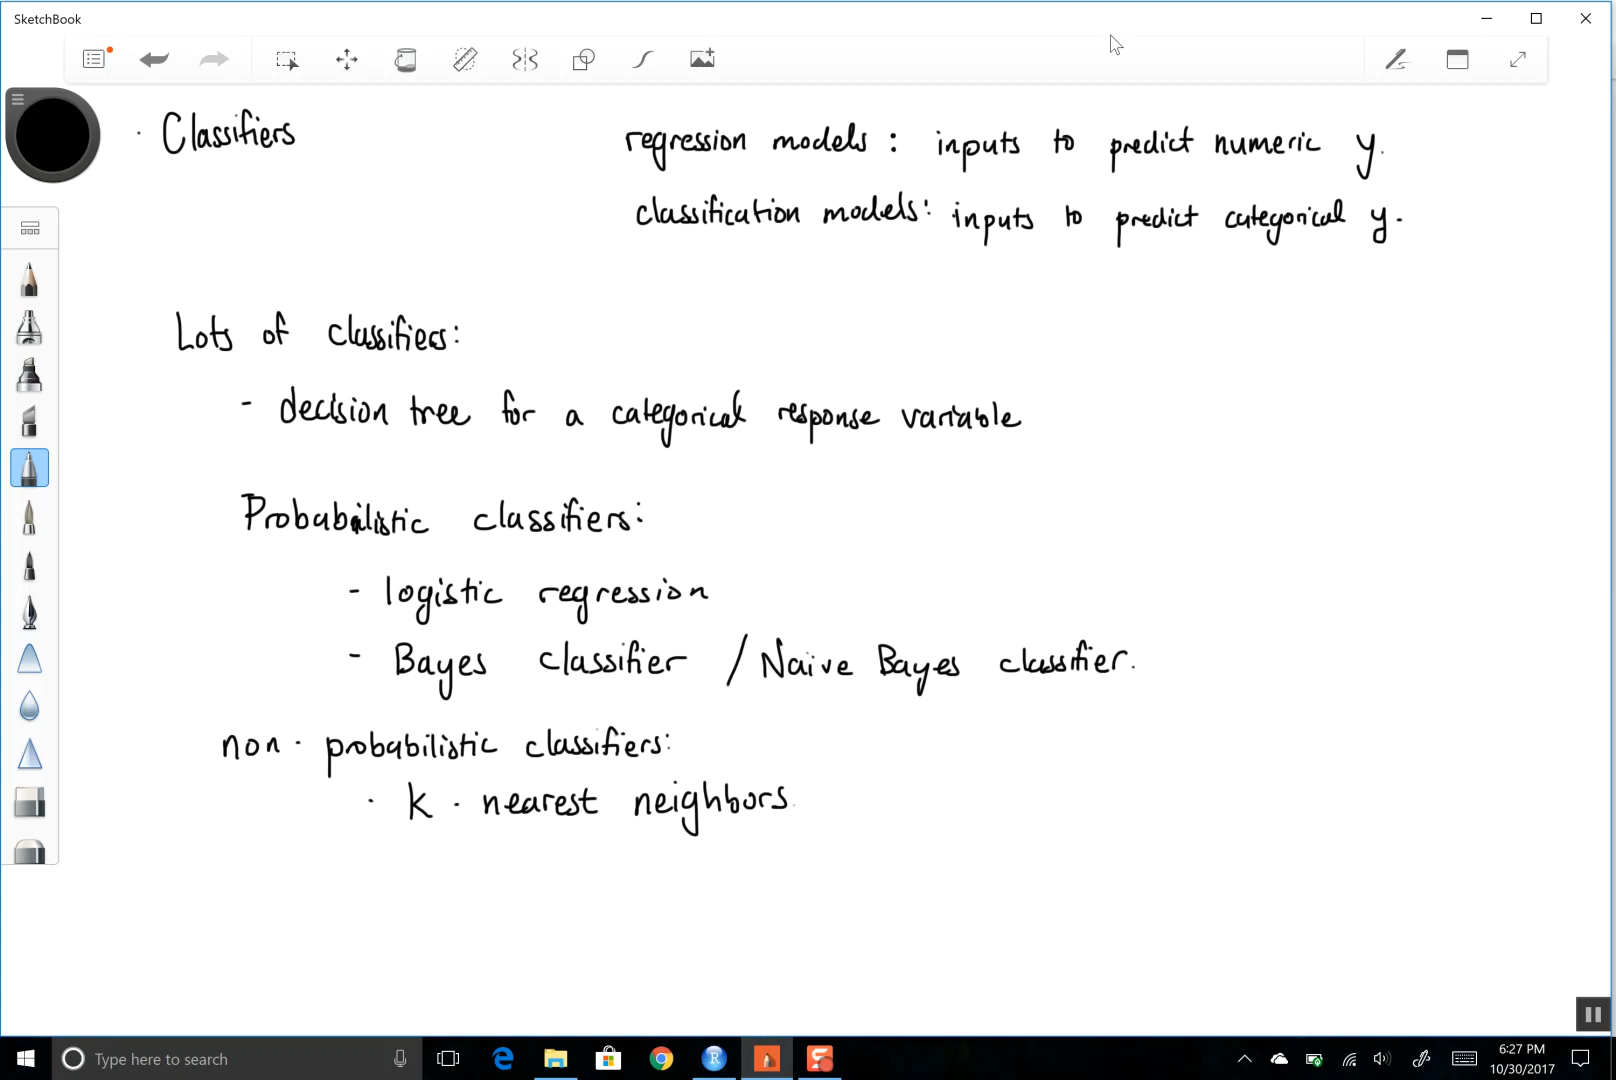 SketchBook
· Classifiers
regression models : inputs to predict numeric y.
classification models: inputs to predict categorical y.
Lots of classifiers:
- decision tree for a categorical response variable
Probabilistic classifiers:
- logistic regression
- Bayes classifier / Naive Bayes classifier.
non - probabilistic classifiers:
· K - nearest neighbors.
Type here to search
6:27 PM
10/30/2017